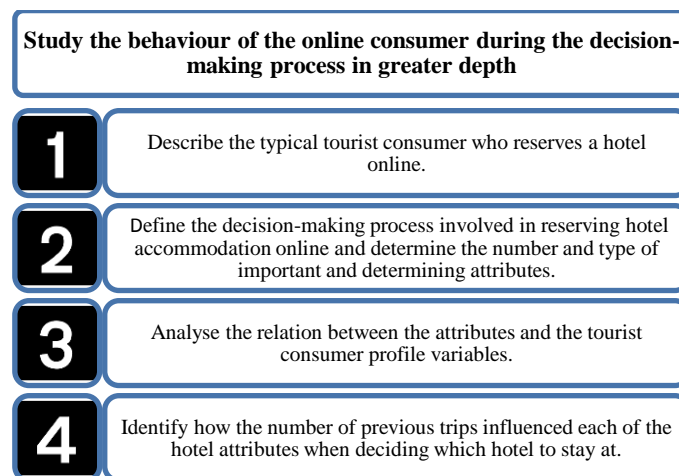 Study the behaviour of the online consumer during the decision-
making process in greater depth
1
Describe the typical tourist consumer who reserves a hotel
online.
2
Define the decision-making process involved in reserving hotel
accommodation online and determine the number and type of
important and determining attributes.
3
Analyse the relation between the attributes and the tourist
consumer profile variables.
4
Identify how the number of previous trips influenced each of the
hotel attributes when deciding which hotel to stay at.